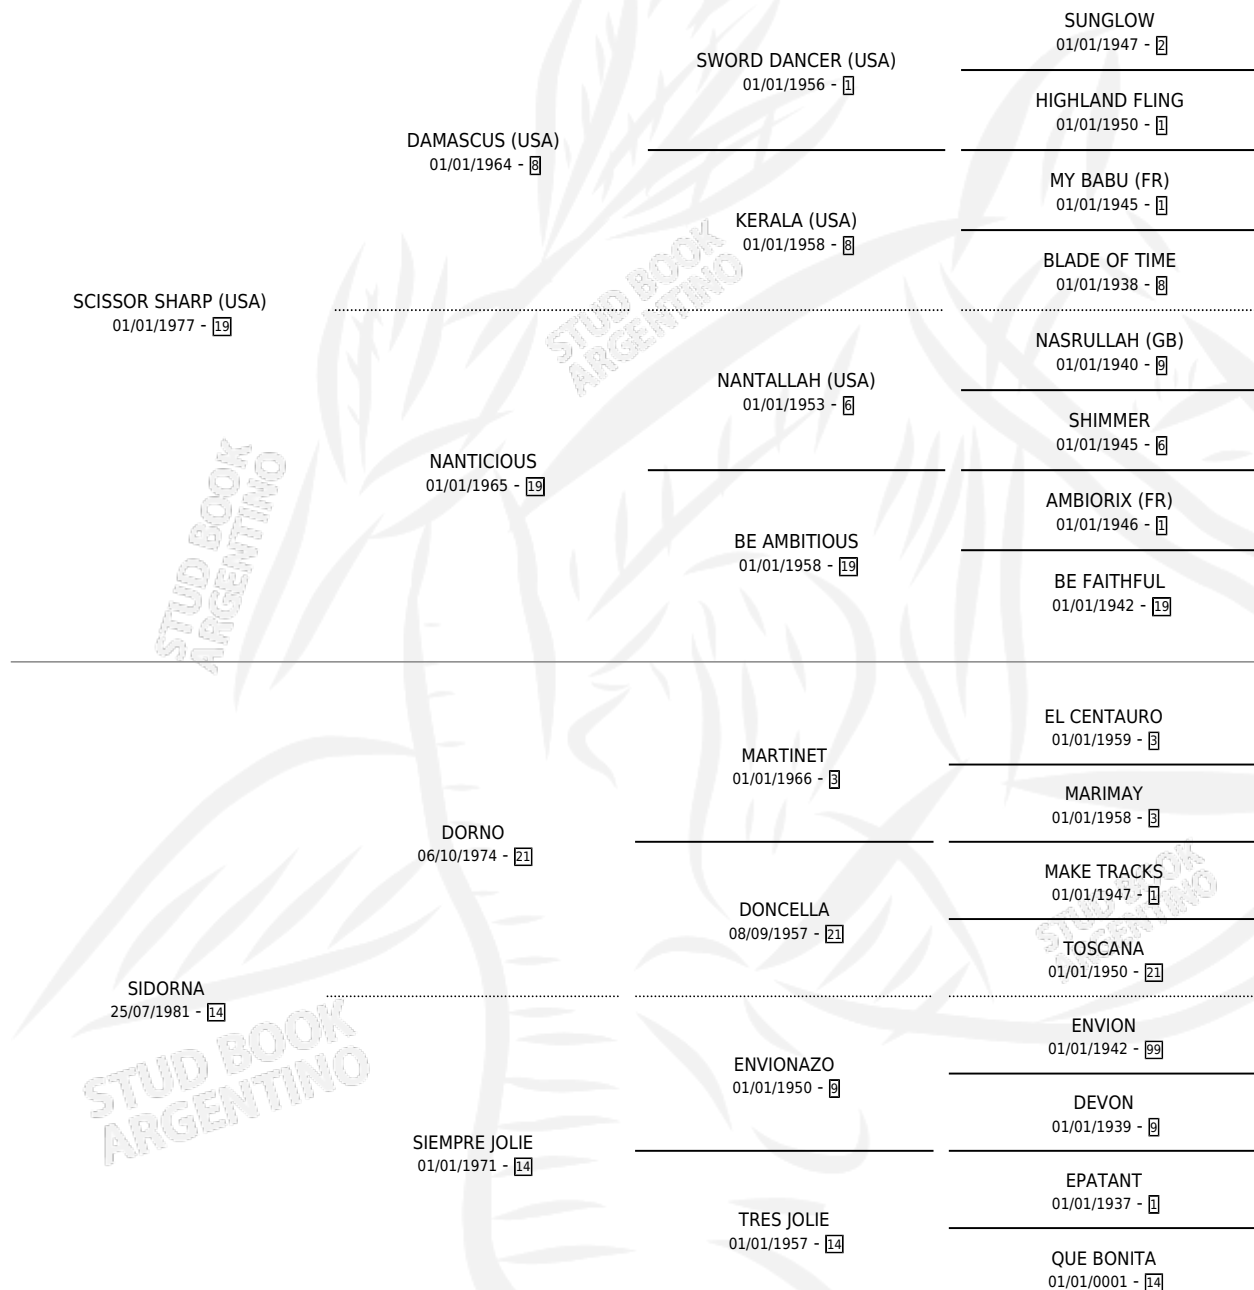 SUNGLOW
01/01/1947 - 2
SWORD DANCER (USA)
01/01/1956 - 1
HIGHLAND FLING
01/01/1950 - 1
DAMASCUS (USA)
01/01/1964 - 8
MY BABU (FR)
01/01/1945 - 1
KERALA (USA)
01/01/1958 - 8
BLADE OF TIME
01/01/1938 - 8
SCISSOR SHARP (USA)
01/01/1977 - 19
STUD BOOK
ARGENTINO
NASRULLAH (GB)
01/01/1940 - 9
NANTALLAH (USA)
01/01/1953 - 6
SHIMMER
01/01/1945 - 6
NANTICIOUS
01/01/1965 - 19
AMBIORIX (FR)
01/01/1946 - 1
BE AMBITIOUS
01/01/1958 - 19
BE FAITHFUL
01/01/1942 - 19
STUD BOOK
ARGENTINO
EL CENTAURO
01/01/1959 - 3
MARTINET
01/01/1966 - 3
MARIMAY
01/01/1958 - 3
DORNO
06/10/1974 - 21
MAKE TRACKS
01/01/1947 - 1
DONCELLA
08/09/1957 - 21
TOSCANA
01/01/1950 - 21
STUD BOOK
ARGENTINO
SIDORNA
25/07/1981 - 14
ENVION
01/01/1942 - 99
ENVIONAZO
01/01/1950 - 9
DEVON
01/01/1939 - 9
STUD BOOK
ARGENTINO
SIEMPRE JOLIE
01/01/1971 - 14
EPATANT
01/01/1937 - 1
TRES JOLIE
01/01/1957 - 14
QUE BONITA
01/01/0001 - 14